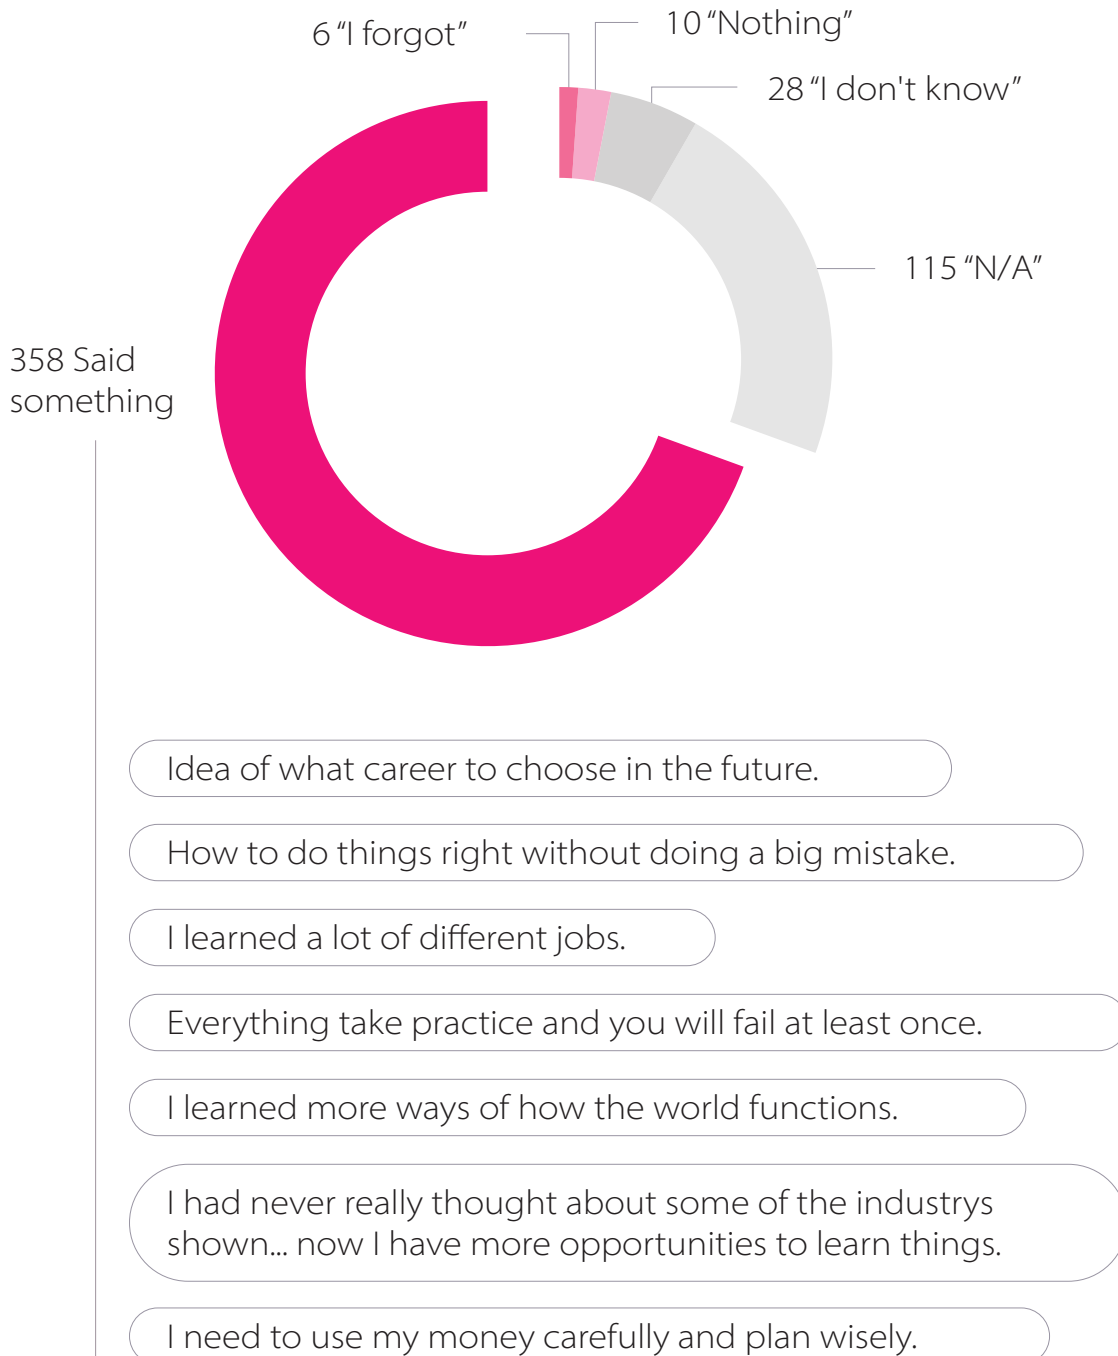 6 “I forgot”
10 “Nothing”
28 “I don't know”
115 “N/A”
358 Said
something
Idea of what career to choose in the future.
How to do things right without doing a big mistake.
I learned a lot of different jobs.
Everything take practice and you will fail at least once.
I learned more ways of how the world functions.
I had never really thought about some of the industrys
shown... now I have more opportunities to learn things.
I need to use my money carefully and plan wisely.